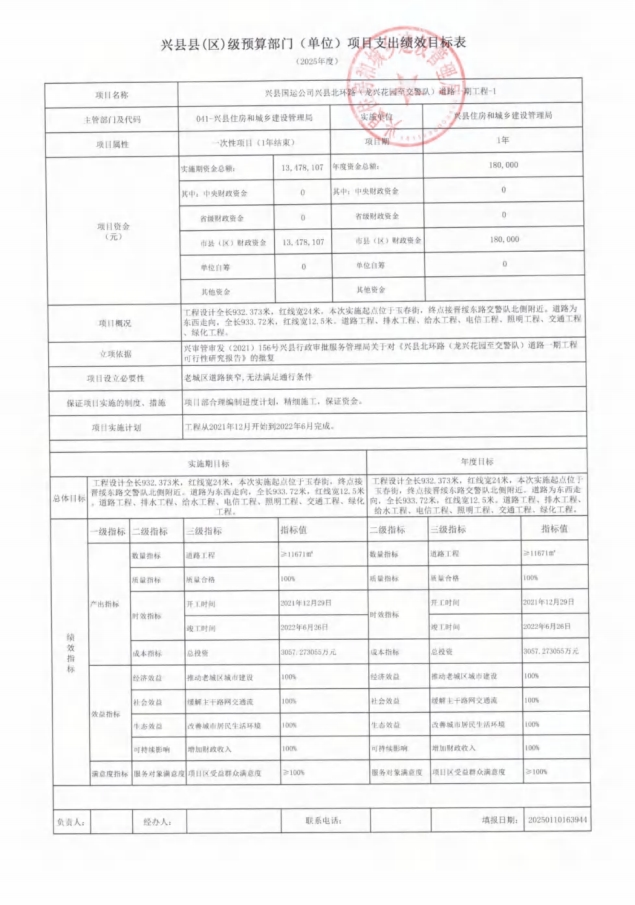 兴县县(区)级预算部门（单位）项目支出绩效目标表
（2025年度）
项目名称 兴县国运公司兴县北环路（龙兴花园至交警队）道路一期工程-1
主管部门及代码 041-兴县住房和城乡建设管理局 实施单位 兴县住房和城乡建设管理局
项目属性 一次性项目（1年结束） 项目期 1年
项目资金
（元）
实施期资金总额： 13,478,107 年度资金总额： 180,000
其中：中央财政资金 0 其中：中央财政资金 0
省级财政资金 0 省级财政资金 0
市县（区）财政资金 13,478,107 市县（区）财政资金 180,000
单位自筹 0 单位自筹 0
其他资金 其他资金
项目概况
工程设计全长932.373米，红线宽24米，本次实施起点位于玉春街，终点接晋绥东路交警队北侧附近。道路为
东西走向，全长933.72米，红线宽12.5米。道路工程、排水工程、给水工程、电信工程、照明工程、交通工程
、绿化工程。
立项依据
兴审管审发（2021）156号兴县行政审批服务管理局关于对《兴县北环路（龙兴花园至交警队）道路一期工程
可行性研究报告》的批复
项目设立必要性 老城区道路狭窄,无法满足通行条件
保证项目实施的制度、措施 项目部合理编制进度计划，精细施工，保证资金。
项目实施计划 工程从2021年12月开始到2022年6月完成。
实施期目标 年度目标
总体目标
工程设计全长932.373米，红线宽24米，本次实施起点位于玉春街，终点接
晋绥东路交警队北侧附近。道路为东西走向，全长933.72米，红线宽12.5米
。道路工程、排水工程、给水工程、电信工程、照明工程、交通工程、绿化
工程。
工程设计全长932.373米，红线宽24米，本次实施起点位于
玉春街，终点接晋绥东路交警队北侧附近。道路为东西走
向，全长933.72米，红线宽12.5米。道路工程、排水工程、
给水工程、电信工程、照明工程、交通工程、绿化工程。
绩效指标
一级指标 二级指标 三级指标 指标值 二级指标 三级指标 指标值
产出指标
数量指标 道路工程 ≥11671㎡ 数量指标 道路工程 ≥11671㎡
质量指标 质量合格 100% 质量指标 质量合格 100%
时效指标 开工时间 2021年12月29日 时效指标 开工时间 2021年12月29日
竣工时间 2022年6月26日 竣工时间 2022年6月26日
成本指标 总投资 3057.273055万元 成本指标 总投资 3057.273055万元
效益指标
经济效益 推动老城区城市建设 100% 经济效益 推动老城区城市建设 100%
社会效益 缓解主干路网交通流 100% 社会效益 缓解主干路网交通流 100%
生态效益 改善城市居民生活环境 100% 生态效益 改善城市居民生活环境 100%
可持续影响 增加财政收入 100% 可持续影响 增加财政收入 100%
满意度指标 服务对象满意度 项目区受益群众满意度 ≥100% 服务对象满意度 项目区受益群众满意度 ≥100%
负责人： 经办人： 联系电话： 填报日期： 20250110163944